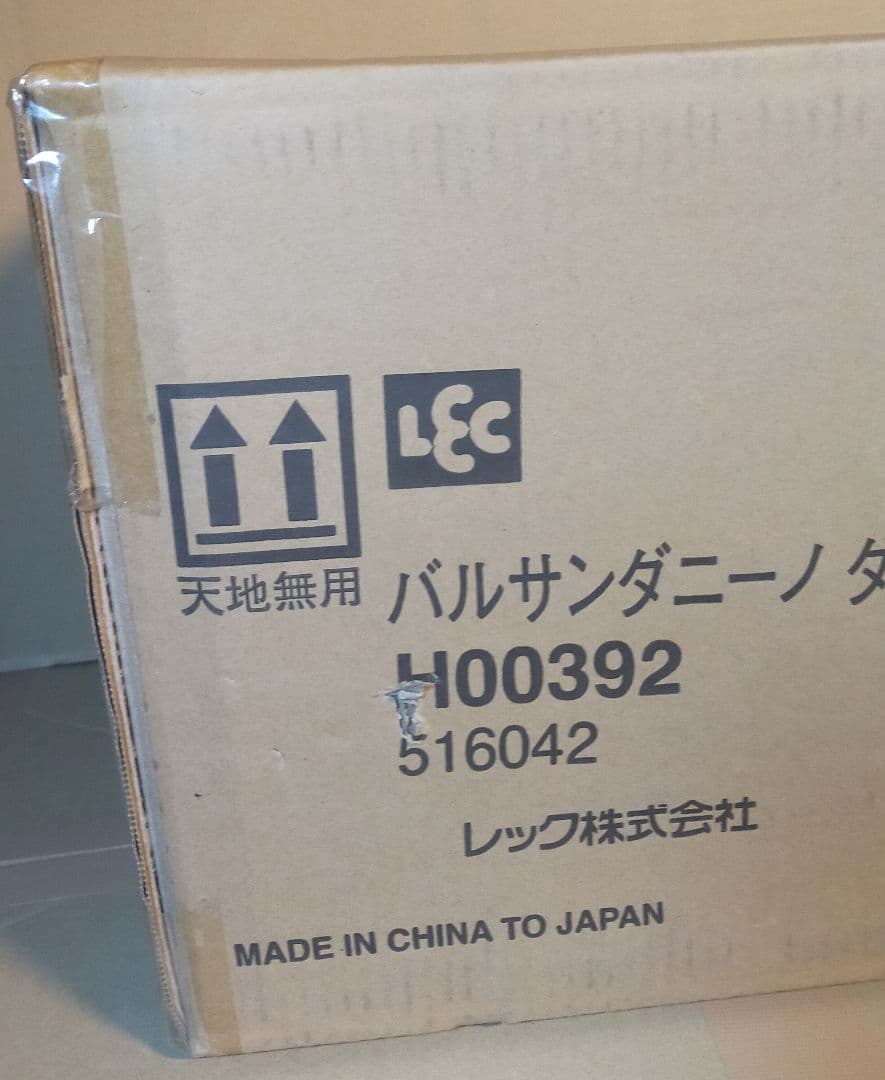 LEC
天地無用
バルサンダニーノ タ
H00392
516042
レック株式会社
MADE IN CHINA TO JAPAN